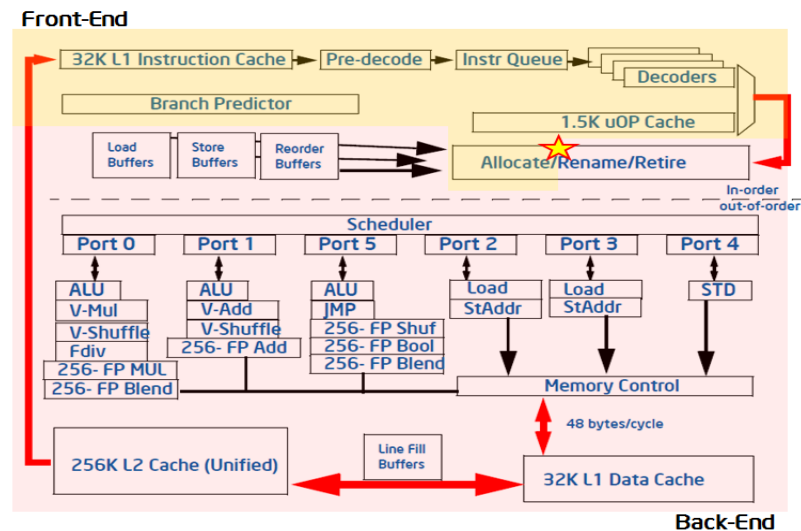 Front-End
32K L1 Instruction Cache
Pre-decode
Instr Queue
Decoders
Branch Predictor
1.5K uOP Cache
Load
Buffers
Store
Buffers
Reorder
Buffers
Allocate/Rename/Retire
In-order
out-of-order
Scheduler
Port 0
Port 1
Port 5
Port 2
Port 3
Port 4
ALU
V-Mul
V-Shuffle
Fdiv
256- FP MUL
256- FP Blend
ALU
V-Add
V-Shuffle
256- FP Add
ALU
JMP
256- FP Shuf
256- FP Bool
256- FP Blend
Load
StAddr
Load
StAddr
STD
Memory Control
48 bytes/cycle
256K L2 Cache (Unified)
Line Fill
Buffers
32K L1 Data Cache
Back-End